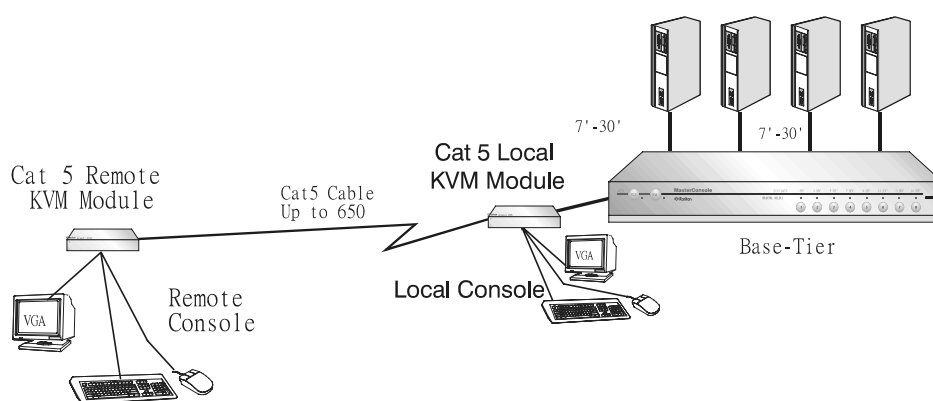 7'-30'
7'-30'
Cat 5 Local
KVM Module
Cat 5 Remote
KVM Module
Cat5 Cable
Up to 650
MasterConsole
Base-Tier
VGA
Local Console
Remote
Console
VGA